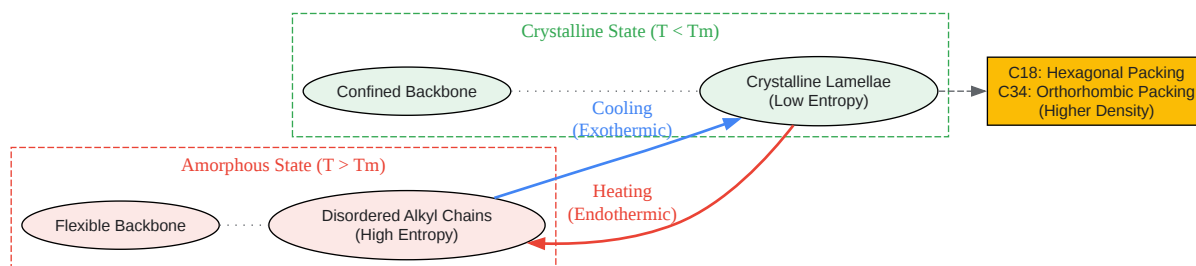 Crystalline State (T < Tm)
Confined Backbone
Crystalline Lamellae
(Low Entropy)
C18: Hexagonal Packing
C34: Orthorhombic Packing
(Higher Density)
Cooling
(Exothermic)
Amorphous State (T > Tm)
Flexible Backbone
Disordered Alkyl Chains
(High Entropy)
Heating
(Endothermic)